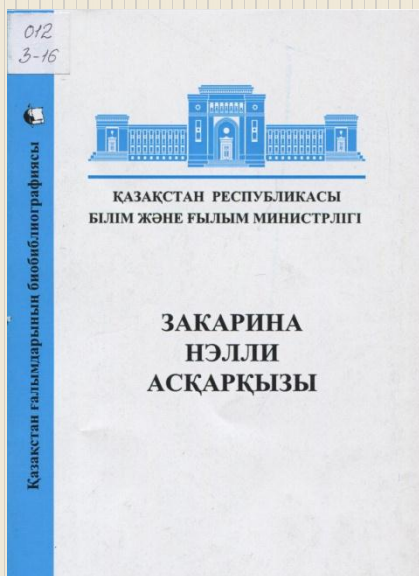 012
З-16
Қазақстан ғалымдарының биобиблиографиясы
ҚАЗАҚСТАН РЕСПУБЛИКАСЫ
БІЛІМ ЖӘНЕ ҒЫЛЫМ МИНИСТРЛІГІ
ЗАКАРИНА
НЭЛЛИ
АСҚАРҚЫЗЫ